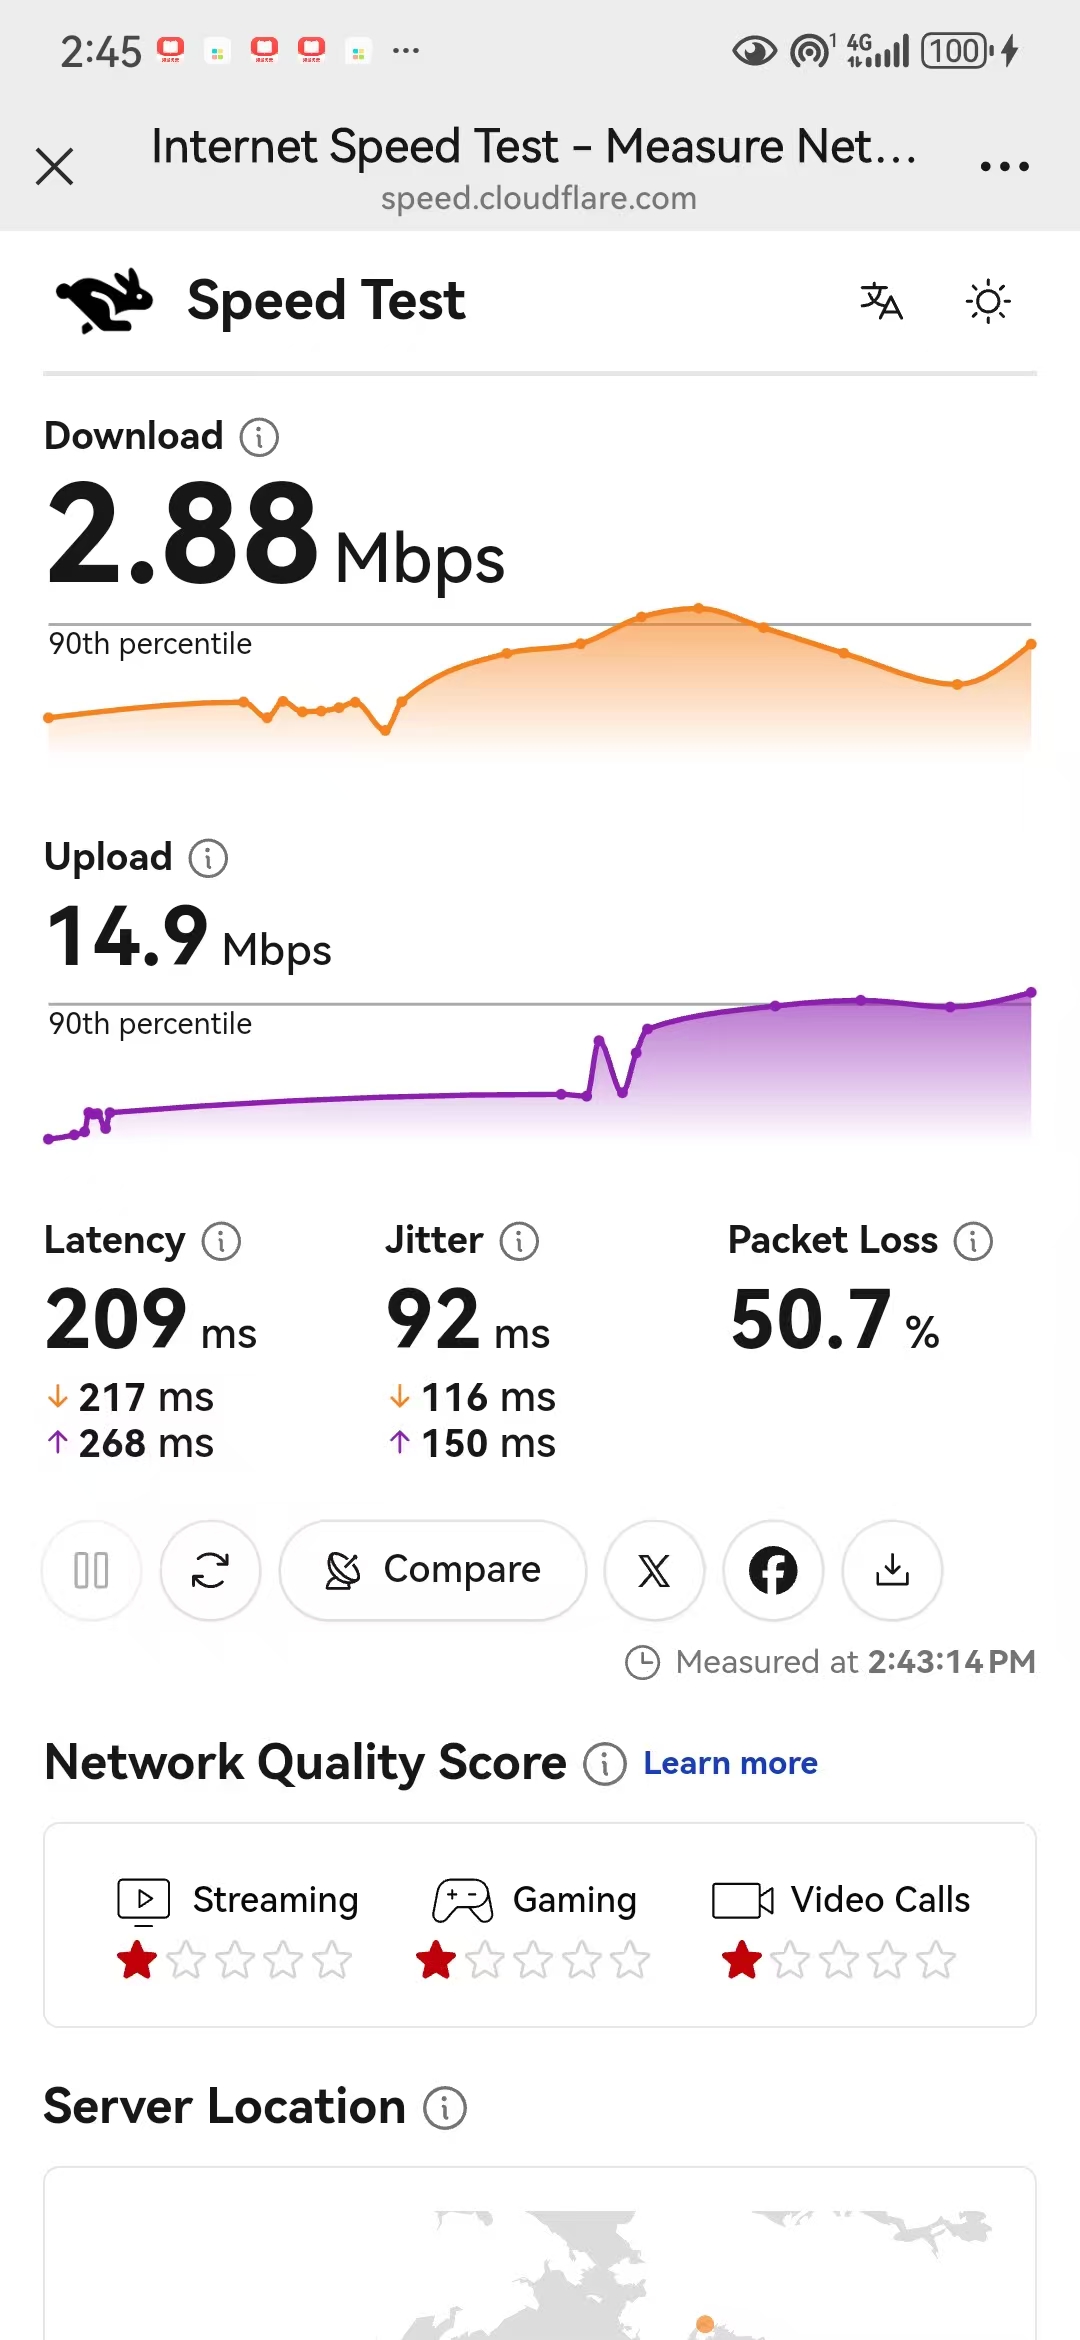 2:45
1
4G
100
Internet Speed Test - Measure Net...
speed.cloudflare.com
Speed Test
Download
2.88 Mbps
90th percentile
Upload
14.9 Mbps
90th percentile
Latency
Jitter
Packet Loss
209 ms
92 ms
50.7 %
↓ 217 ms
↓ 116 ms
↑ 268 ms
↑ 150 ms
Compare
Measured at 2:43:14 PM
Network Quality Score
Learn more
Streaming
Gaming
Video Calls
Server Location